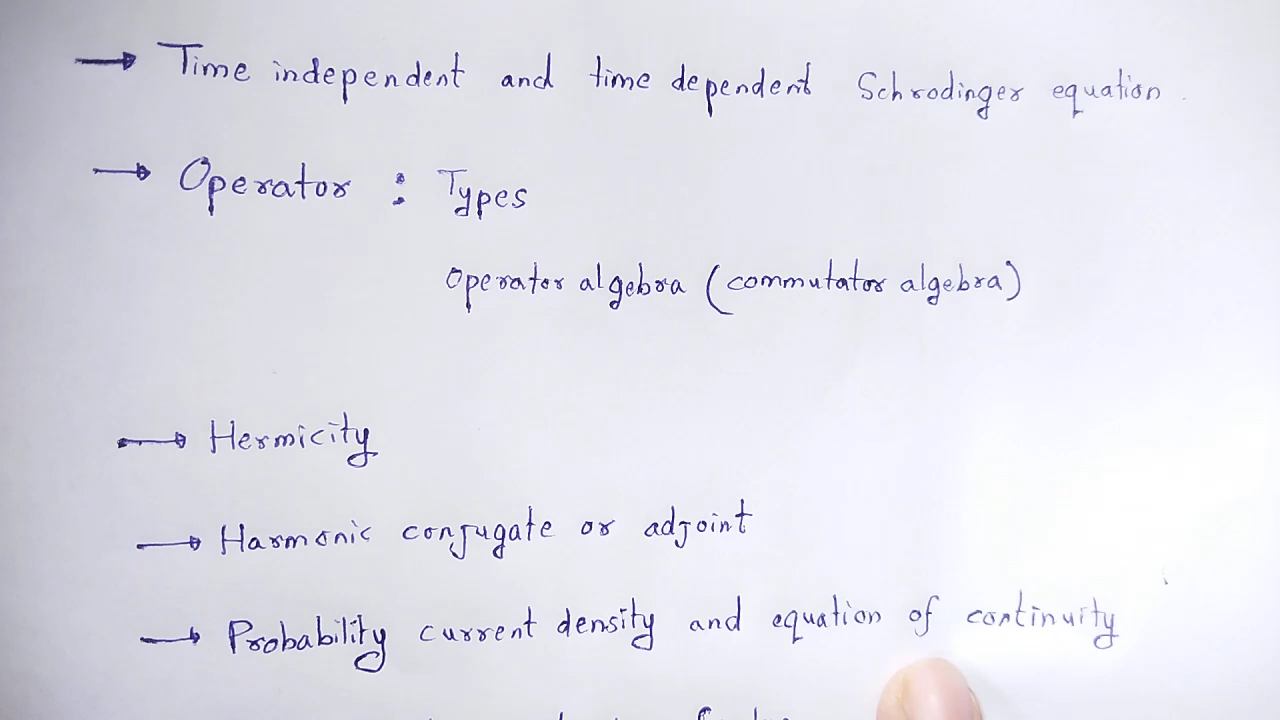 → Time independent and time dependent Schrodinger equation.
→ Operator : Types
Operator algebra (commutator algebra)
→ Hermicity
→ Harmonic conjugate or adjoint
→ Probability current density and equation of continuity